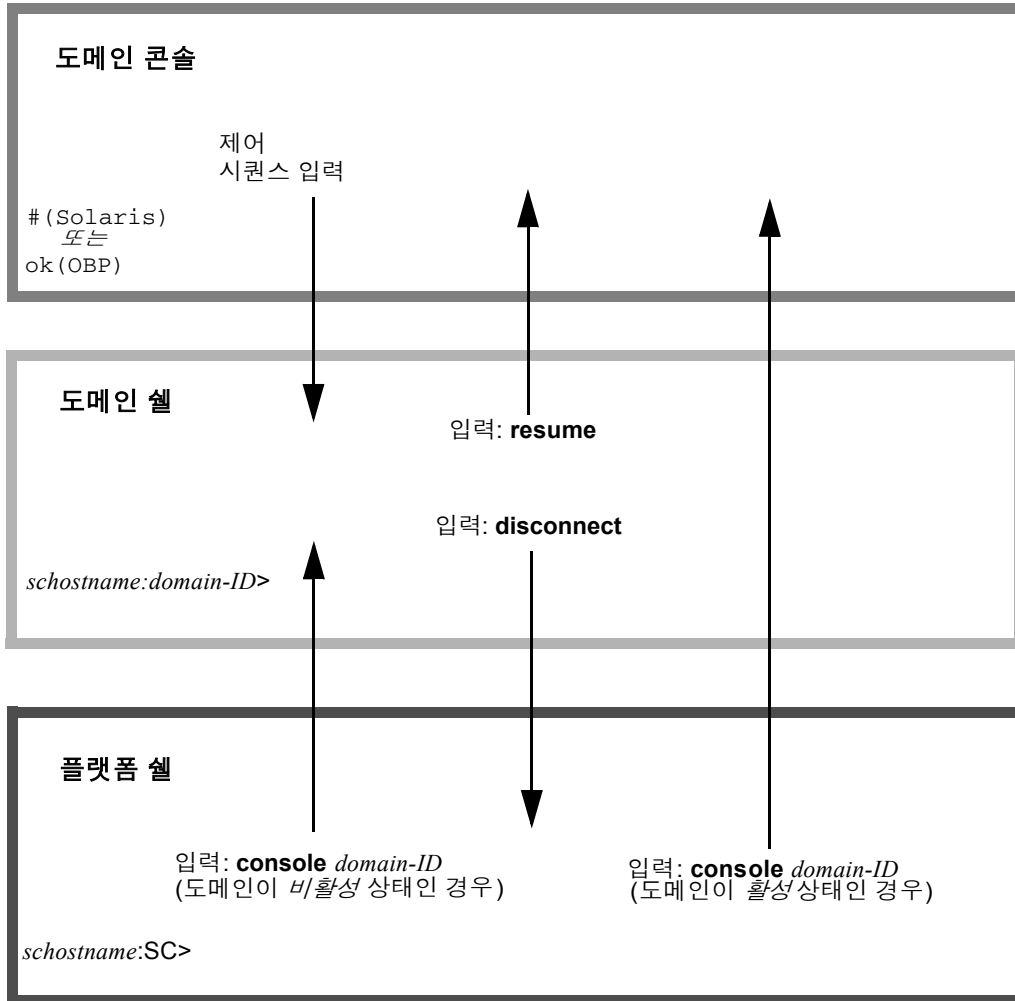 도메인 콘솔
제어
시퀀스 입력
#(Solaris)
또는
ok(OBP)
도메인 쉘
입력: resume
입력: disconnect
schostname:domain-ID>
플랫폼 쉘
입력: console domain-ID
(도메인이 비활성 상태인 경우)
입력: console domain-ID
(도메인이 활성 상태인 경우)
schostname:SC>